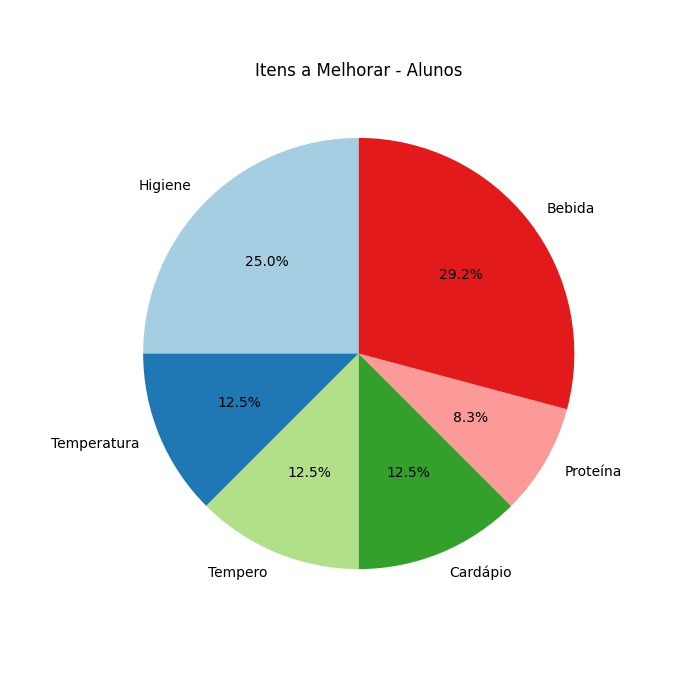 Itens a Melhorar - Alunos
Higiene
25.0%
Bebida
29.2%
Temperatura
12.5%
Tempero
12.5%
Cardápio
12.5%
Proteína
8.3%